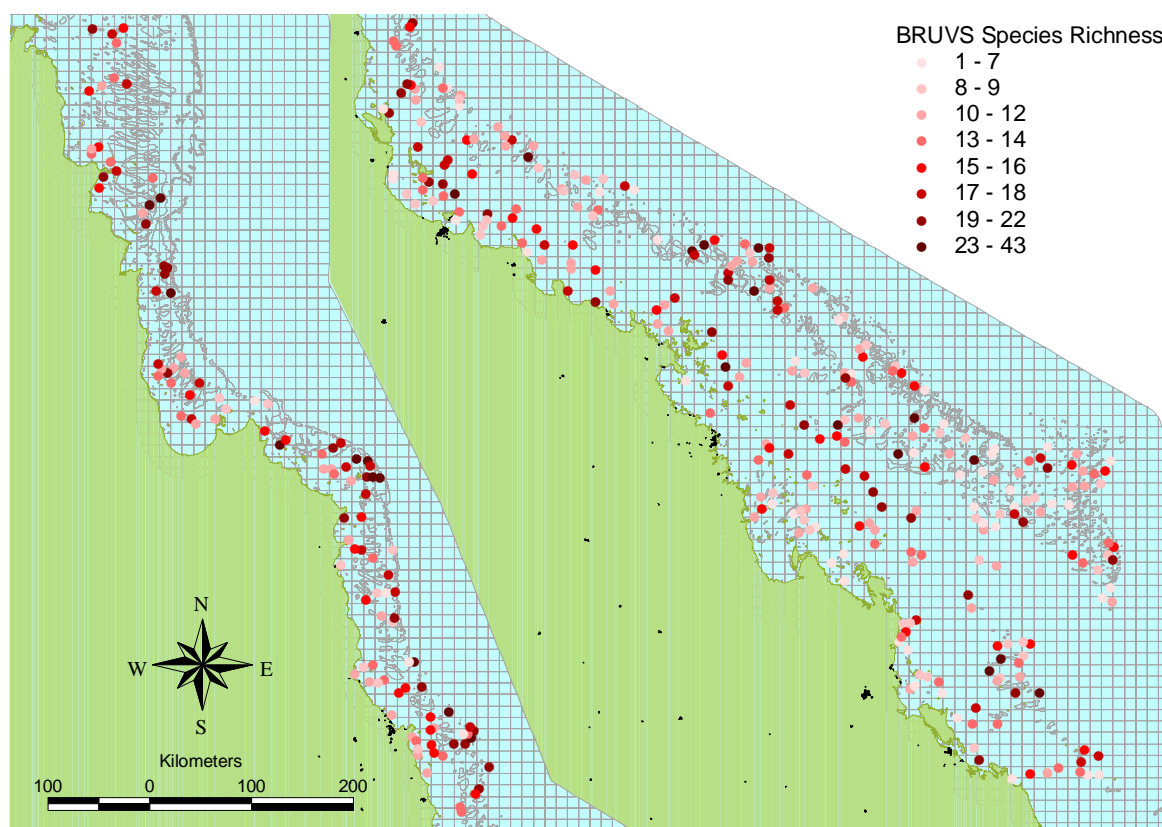 BRUVS Species Richness
1 - 7
8 - 9
10 - 12
13 - 14
15 - 16
17 - 18
19 - 22
23 - 43
N
W E
S
Kilometers
100 0 100 200